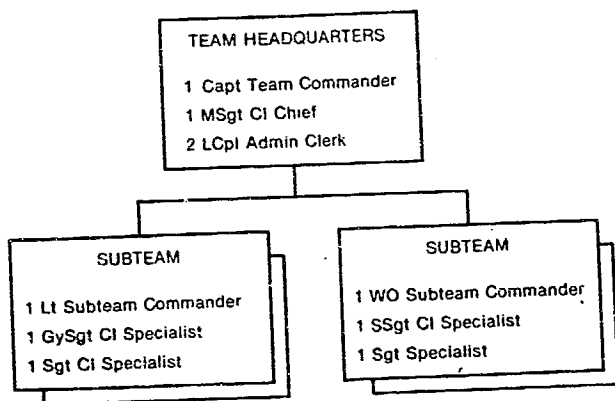 TEAM HEADQUARTERS
1 Capt Team Commander
1 MSgt CI Chief
2 LCpl Admin Clerk
SUBTEAM
1 Lt Subteam Commander
1 GySgt CI Specialist
1 Sgt CI Specialist
SUBTEAM
1 WO Subteam Commander
1 SSgt CI Specialist
1 Sgt Specialist